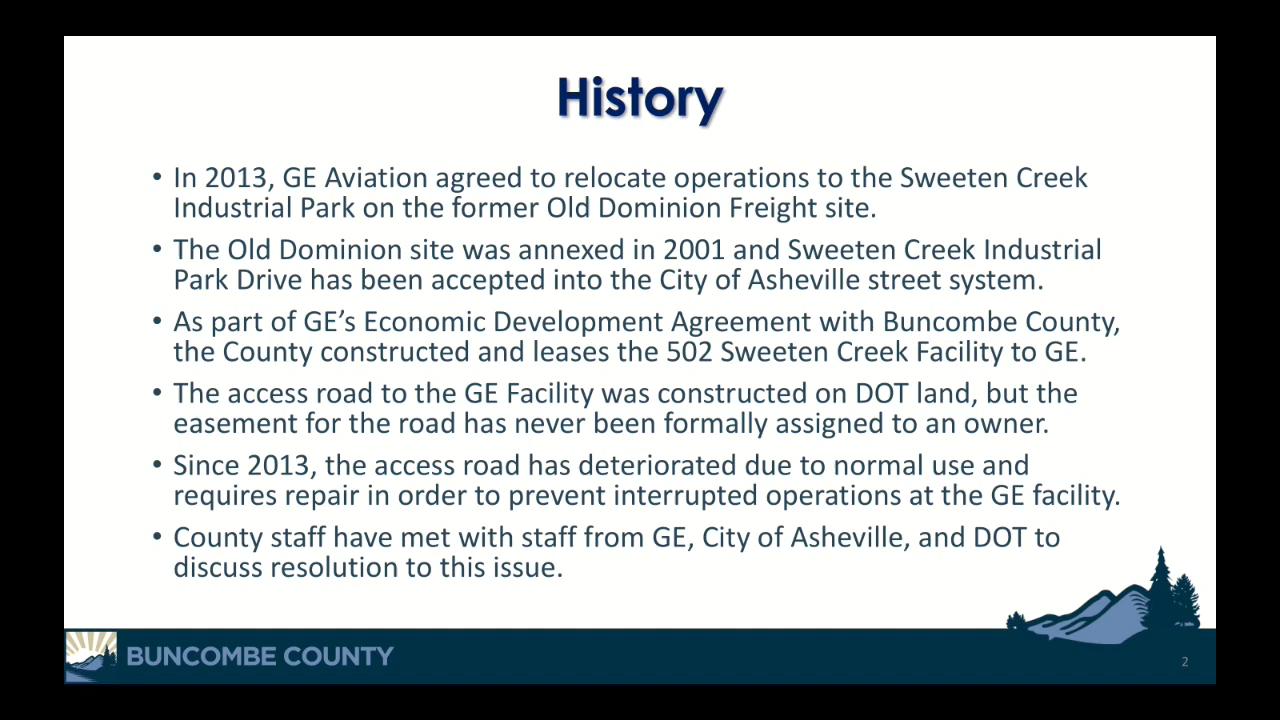 History
• In 2013, GE Aviation agreed to relocate operations to the Sweeten Creek
Industrial Park on the former Old Dominion Freight site.
• The Old Dominion site was annexed in 2001 and Sweeten Creek Industrial
Park Drive has been accepted into the City of Asheville street system.
• As part of GE’s Economic Development Agreement with Buncombe County,
the County constructed and leases the 502 Sweeten Creek Facility to GE.
• The access road to the GE Facility was constructed on DOT land, but the
easement for the road has never been formally assigned to an owner.
• Since 2013, the access road has deteriorated due to normal use and
requires repair in order to prevent interrupted operations at the GE facility.
• County staff have met with staff from GE, City of Asheville, and DOT to
discuss resolution to this issue.
BUNCOMBE COUNTY
2